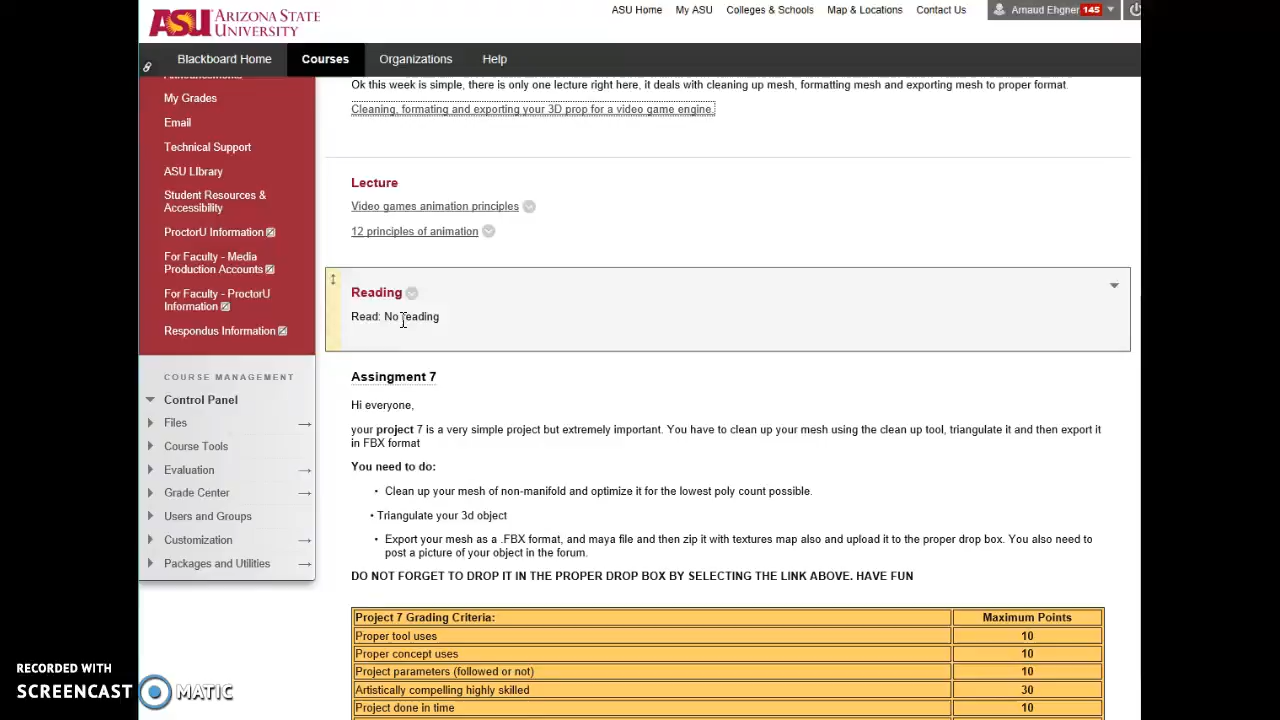 ASU ARIZONA STATE UNIVERSITY
ASU Home My ASU Colleges & Schools Map & Locations Contact Us Arnaud Ehgner 145
Blackboard Home Courses Organizations Help
Announcements
My Grades
Email
Technical Support
ASU Library
Student Resources &
Accessibility
ProctorU Information
For Faculty - Media
Production Accounts
For Faculty - ProctorU
Information
Respondus Information
COURSE MANAGEMENT
Control Panel
Files
Course Tools
Evaluation
Grade Center
Users and Groups
Customization
Packages and Utilities
Ok this week is simple, there is only one lecture right here, it deals with cleaning up mesh, formatting mesh and exporting mesh to proper format.
Cleaning, formating and exporting your 3D prop for a video game engine.
Lecture
Video games animation principles
12 principles of animation
Reading
Read: No reading
Assingment 7
Hi everyone,
your project 7 is a very simple project but extremely important. You have to clean up your mesh using the clean up tool, triangulate it and then export it
in FBX format
You need to do:
• Clean up your mesh of non-manifold and optimize it for the lowest poly count possible.
• Triangulate your 3d object
• Export your mesh as a .FBX format, and maya file and then zip it with textures map also and upload it to the proper drop box. You also need to
post a picture of your object in the forum.
DO NOT FORGET TO DROP IT IN THE PROPER DROP BOX BY SELECTING THE LINK ABOVE. HAVE FUN
Project 7 Grading Criteria: Maximum Points
Proper tool uses 10
Proper concept uses 10
Project parameters (followed or not) 10
Artistically compelling highly skilled 30
Project done in time 10
RECORDED WITH
SCREENCAST MATIC